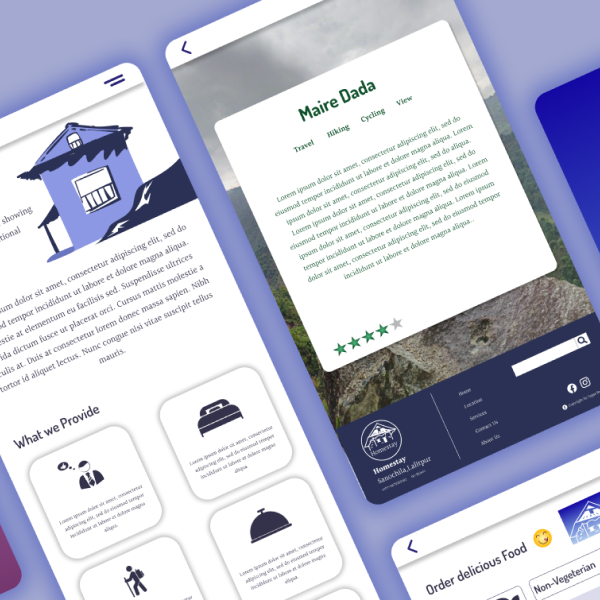 showing
tional
um dolor sit amet, consectetur adipiscing elit, sed do
d tempor incididunt ut labore et dolore magna aliqua.
estie at elementum eu facilisis sed. Suspendisse ultrices
ida dictum fusce ut placerat orci. Cursus mattis molestie a
culis at. Duis at consectetur lorem donec massa sapien. Nibh
tortor id aliquet lectus. Nunc congue nisi vitae suscipit tellus
mauris.
What we Provide
Lorem ipsum dolor sit amet, consectetur
adipiscing elit, sed do eiusmod tempor
incididunt ut labore et dolore magna
aliqua.
Lorem ipsum dolor sit amet, consectetur
adipiscing elit, sed do eiusmod tempor
incididunt ut labore et dolore magna
aliqua.
Lorem ipsum dolor sit amet, consectetur
adipiscing elit, sed do eiusmod tempor
incididunt ut labore et dolore magna
aliqua.
Maire Dada
Travel Hiking Cycling View
Lorem ipsum dolor sit amet, consectetur adipiscing elit, sed do
eiusmod tempor incididunt ut labore et dolore magna aliqua. Lorem
ipsum dolor sit amet, consectetur adipiscing elit, sed do
eiusmod tempor incididunt ut labore et dolore magna aliqua.
Lorem ipsum dolor sit amet, consectetur adipiscing elit, sed do
eiusmod tempor incididunt ut labore et dolore magna aliqua. Lorem
ipsum dolor sit amet, consectetur adipiscing elit, sed do eiusmod
tempor incididunt ut labore et dolore magna aliqua. Lorem ipsum
dolor sit amet, consectetur adipiscing elit, sed do eiusmod tempor
incididunt ut labore et dolore magna aliqua..
Homestay
Homestay
Sanochila,Lalitpur
Home
Location
Services
Contact Us
About Us
Order delicious Food
Non-Vegeterian